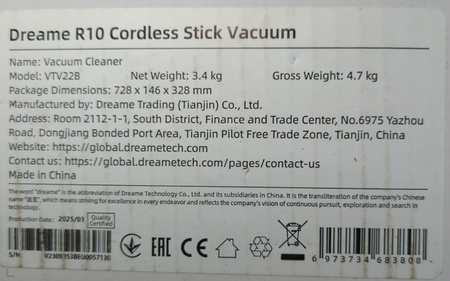 Dreame R10 Cordless Stick Vacuum
Name: Vacuum Cleaner
Model: VTV22B Net Weight: 3.4 kg Gross Weight: 4.7 kg
Package Dimensions: 728 x 146 x 328 mm
Manufactured by: Dreame Trading (Tianjin) Co., Ltd.
Address: Room 2112-1-1, South District, Finance and Trade Center, No.6975 Yazhou
Road, Dongjiang Bonded Port Area, Tianjin Pilot Free Trade Zone, Tianjin, China
Website: https://global.dreametech.com
Contact us: https://global.dreametech.com/pages/contact-us
Made in China
The word "dreame" is the abbreviation of Dreame Technology Co., Ltd. and its subsidiaries in China. It is the transliteration of the company's Chinese
name "追觅", which means striving for excellence in every endeavor and reflects the company's vision of continuous pursuit, exploration and search in
technology.
Production Date: 2025/03 Quality
Certified
EAC CE
S/N: 6 973734 683808